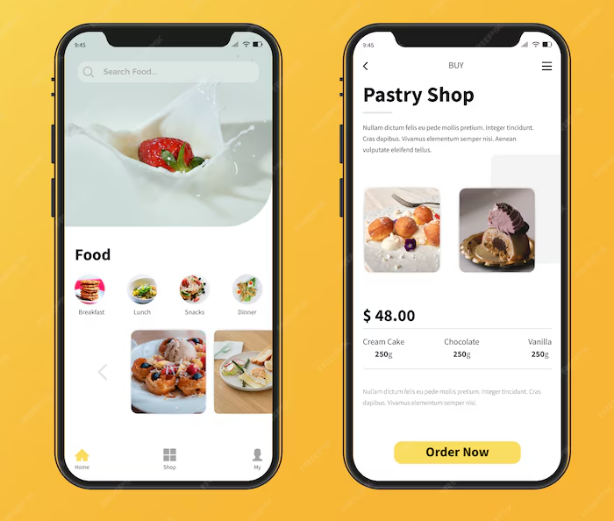 9:45
Search Food...
Food
Breakfast
Lunch
Snacks
Dinner
Home
Shop
My
9:45
BUY
Pastry Shop
Nullam dictum felis eu pede mollis pretium. Integer tincidunt.
Cras dapibus. Vivamus elementum semper nisi. Aenean
vulputate eleifend tellus.
$ 48.00
Cream Cake
Chocolate
Vanilla
250g
250g
250g
Nullam dictum felis eu pede mollis pretium. Integer tincidunt. Cras
dapibus. Vivamus elementum semper nisi.
Order Now